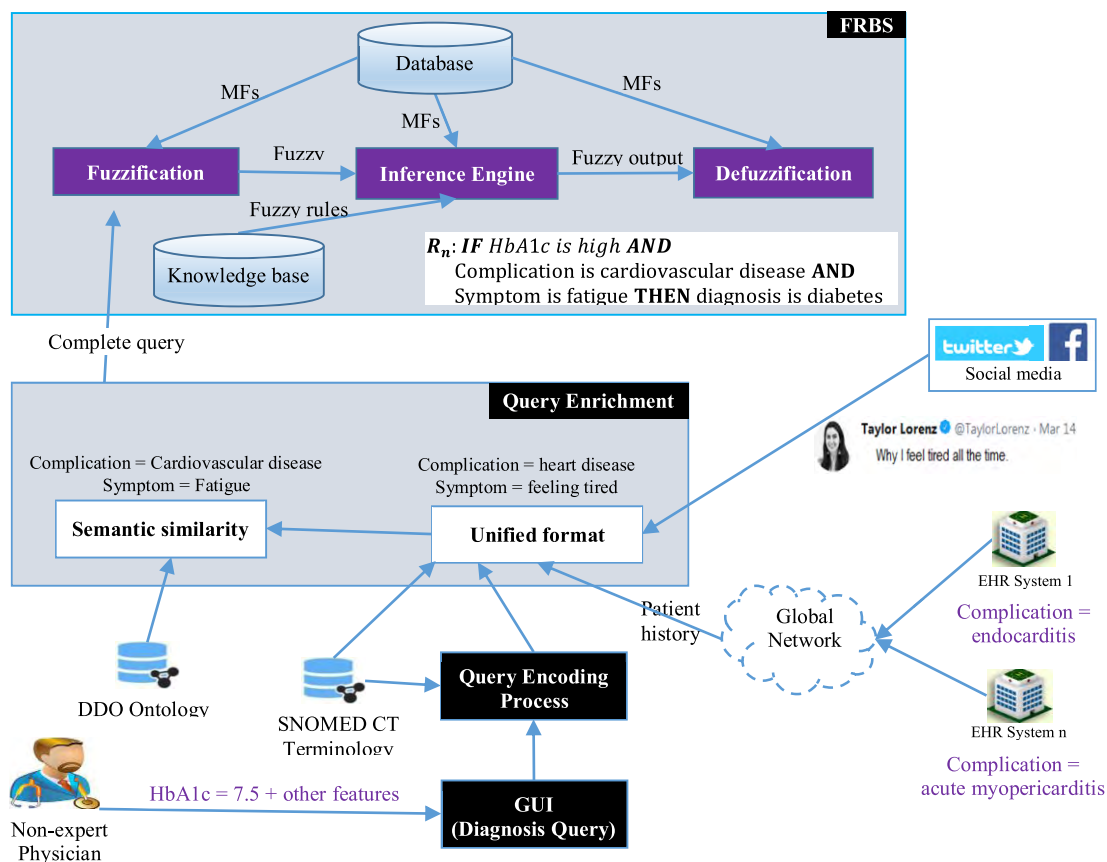 FRBS
Database
MFs
MFs
MFs
Fuzzification
Fuzzy
Inference Engine
Fuzzy output
Defuzzification
Fuzzy rules
Knowledge base
Rₙ: IF HbA1c is high AND
Complication is cardiovascular disease AND
Symptom is fatigue THEN diagnosis is diabetes
Complete query
twitter
f
Social media
Query Enrichment
Taylor Lorenz @TaylorLorenz · Mar 14
Why I feel tired all the time.
Complication = Cardiovascular disease
Symptom = Fatigue
Complication = heart disease
Symptom = feeling tired
Semantic similarity
Unified format
EHR System 1
Complication =
endocarditis
Patient
history
Global
Network
DDO Ontology
SNOMED CT
Terminology
Query Encoding
Process
EHR System n
Complication =
acute myopericarditis
HbA1c = 7.5 + other features
GUI
(Diagnosis Query)
Non-expert
Physician